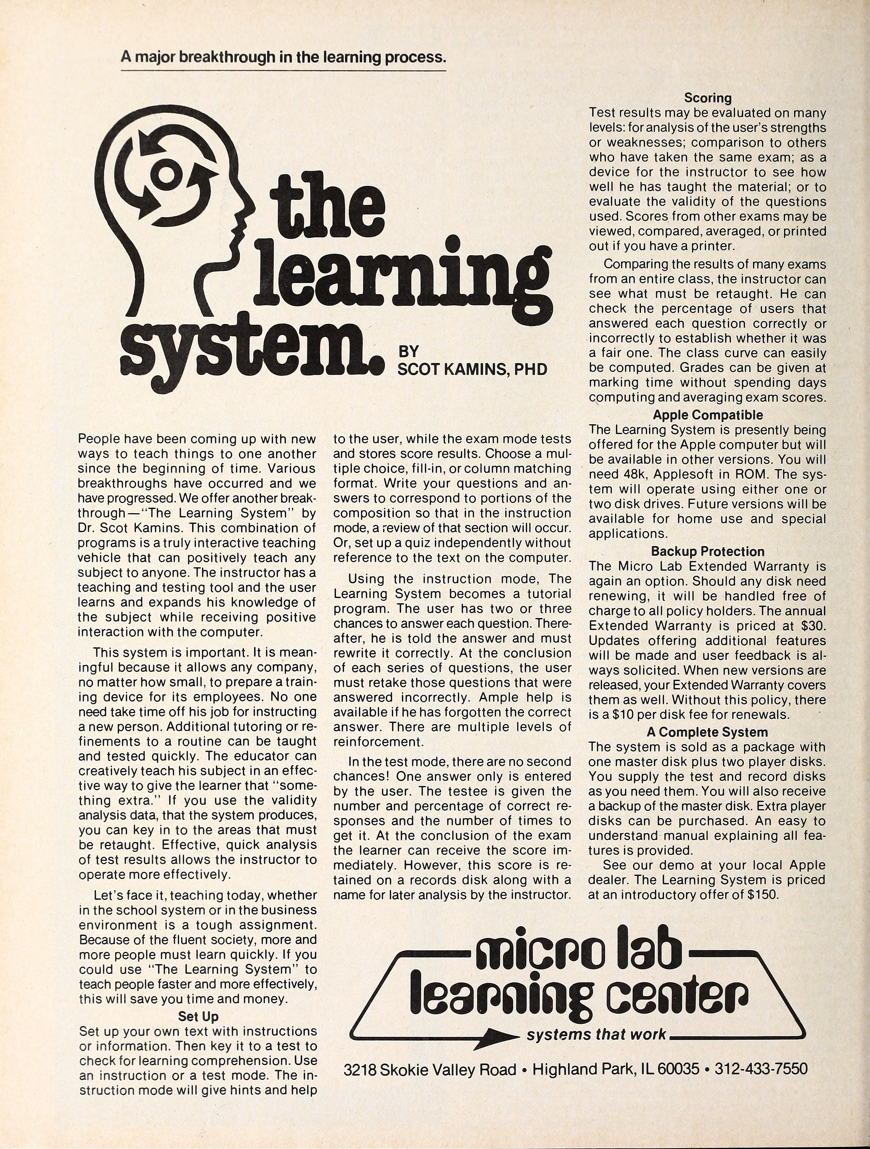 A major breakthrough in the learning process.
the
learning
system.
BY
SCOT KAMINS, PHD
People have been coming up with new
ways to teach things to one another
since the beginning of time. Various
breakthroughs have occurred and we
have progressed. We offer another break-
through—"The Learning System" by
Dr. Scot Kamins. This combination of
programs is a truly interactive teaching
vehicle that can positively teach any
subject to anyone. The instructor has a
teaching and testing tool and the user
learns and expands his knowledge of
the subject while receiving positive
interaction with the computer.
This system is important. It is mean-
ingful because it allows any company,
no matter how small, to prepare a train-
ing device for its employees. No one
need take time off his job for instructing
a new person. Additional tutoring or re-
finements to a routine can be taught
and tested quickly. The educator can
creatively teach his subject in an effec-
tive way to give the learner that "some-
thing extra." If you use the validity
analysis data, that the system produces,
you can key in to the areas that must
be retaught. Effective, quick analysis
of test results allows the instructor to
operate more effectively.
Let's face it, teaching today, whether
in the school system or in the business
environment is a tough assignment.
Because of the fluent society, more and
more people must learn quickly. If you
could use "The Learning System" to
teach people faster and more effectively,
this will save you time and money.
Set Up
Set up your own text with instructions
or information. Then key it to a test to
check for learning comprehension. Use
an instruction or a test mode. The in-
struction mode will give hints and help
to the user, while the exam mode tests
and stores score results. Choose a mul-
tiple choice, fill-in, or column matching
format. Write your questions and an-
swers to correspond to portions of the
composition so that in the instruction
mode, a review of that section will occur.
Or, set up a quiz independently without
reference to the text on the computer.
Using the instruction mode, The
Learning System becomes a tutorial
program. The user has two or three
chances to answer each question. There-
after, he is told the answer and must
rewrite it correctly. At the conclusion
of each series of questions, the user
must retake those questions that were
answered incorrectly. Ample help is
available if he has forgotten the correct
answer. There are multiple levels of
reinforcement.
In the test mode, there are no second
chances! One answer only is entered
by the user. The testee is given the
number and percentage of correct re-
sponses and the number of times to
get it. At the conclusion of the exam
the learner can receive the score im-
mediately. However, this score is re-
tained on a records disk along with a
name for later analysis by the instructor.
Scoring
Test results may be evaluated on many
levels: for analysis of the user's strengths
or weaknesses; comparison to others
who have taken the same exam; as a
device for the instructor to see how
well he has taught the material; or to
evaluate the validity of the questions
used. Scores from other exams may be
viewed, compared, averaged, or printed
out if you have a printer.
Comparing the results of many exams
from an entire class, the instructor can
see what must be retaught. He can
check the percentage of users that
answered each question correctly or
incorrectly to establish whether it was
a fair one. The class curve can easily
be computed. Grades can be given at
marking time without spending days
computing and averaging exam scores.
Apple Compatible
The Learning System is presently being
offered for the Apple computer but will
be available in other versions. You will
need 48k, Applesoft in ROM. The sys-
tem will operate using either one or
two disk drives. Future versions will be
available for home use and special
applications.
Backup Protection
The Micro Lab Extended Warranty is
again an option. Should any disk need
renewing, it will be handled free of
charge to all policy holders. The annual
Extended Warranty is priced at $30.
Updates offering additional features
will be made and user feedback is al-
ways solicited. When new versions are
released, your Extended Warranty covers
them as well. Without this policy, there
is a $10 per disk fee for renewals.
A Complete System
The system is sold as a package with
one master disk plus two player disks.
You supply the test and record disks
as you need them. You will also receive
a backup of the master disk. Extra player
disks can be purchased. An easy to
understand manual explaining all fea-
tures is provided.
See our demo at your local Apple
dealer. The Learning System is priced
at an introductory offer of $150.
micro lab
learning center
systems that work
3218 Skokie Valley Road • Highland Park, IL 60035 • 312-433-7550